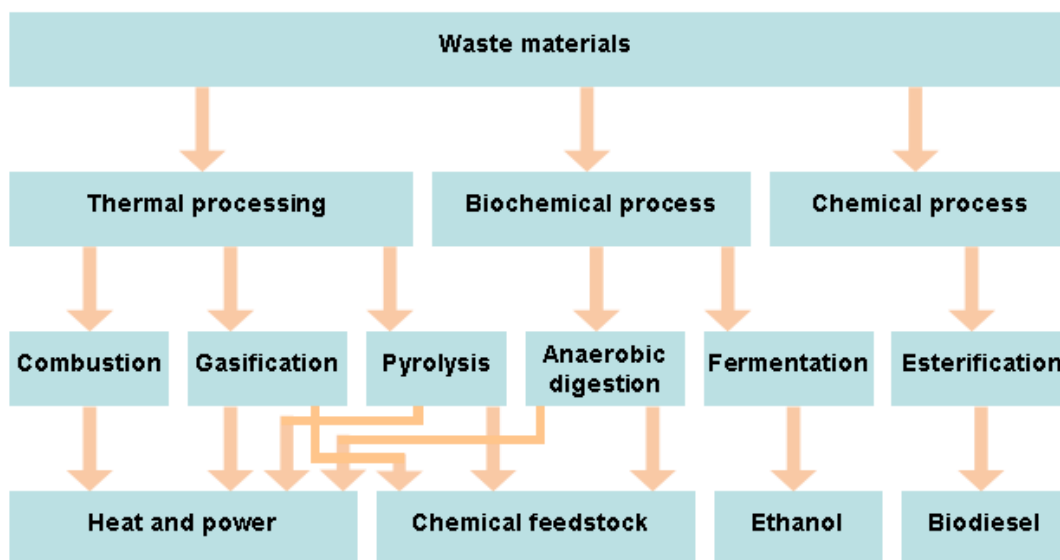 Waste materials
Thermal processing
Biochemical process
Chemical process
Combustion
Gasification
Pyrolysis
Anaerobic
digestion
Fermentation
Esterification
Heat and power
Chemical feedstock
Ethanol
Biodiesel